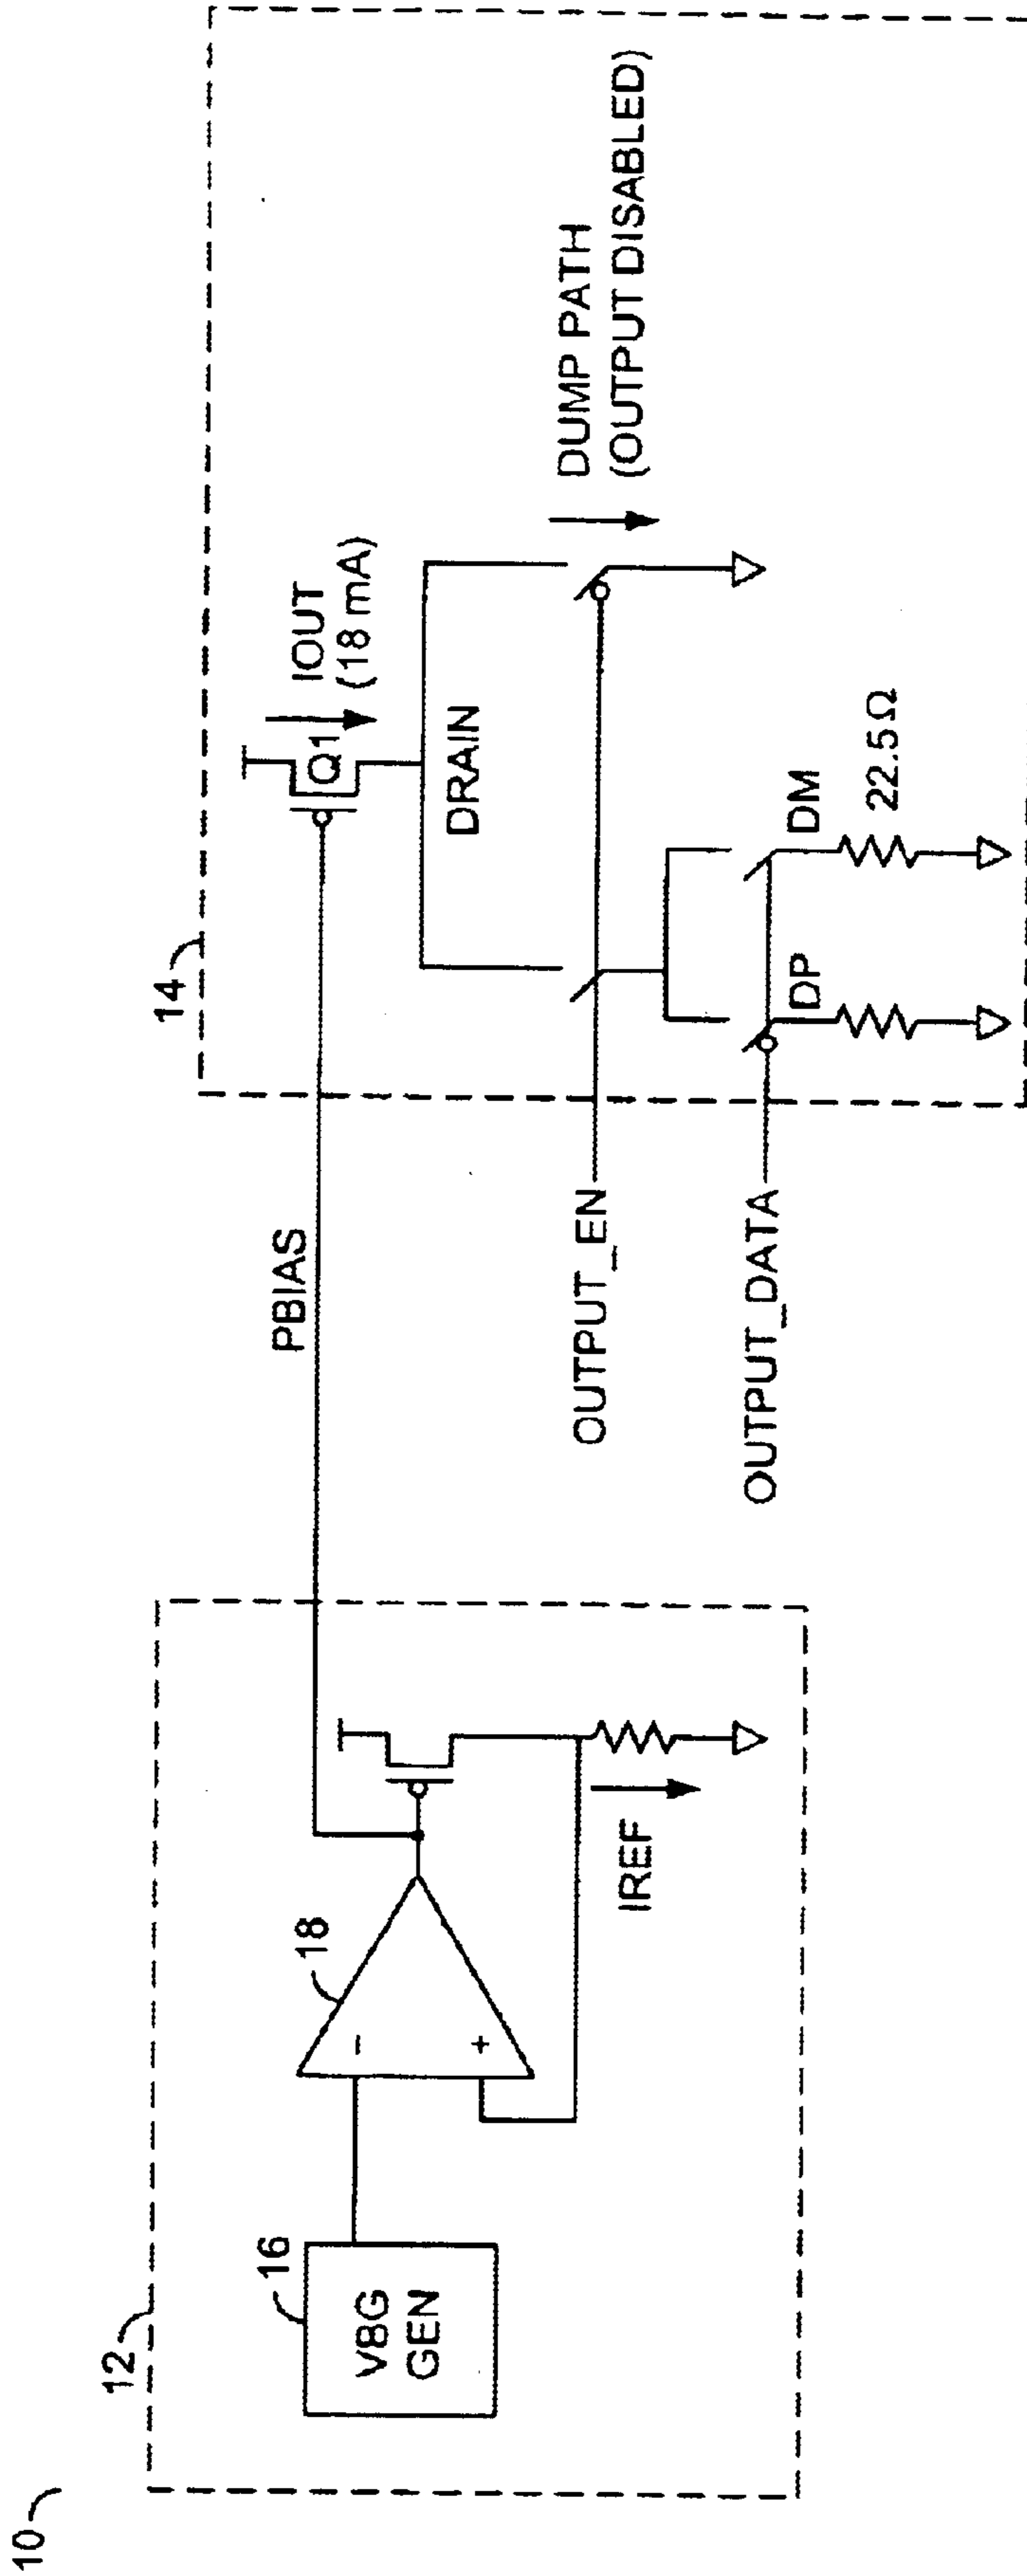 10
12
16
VBG
GEN
18
-
+
IREF
PBIAS
OUTPUT_EN
OUTPUT_DATA
14
Q1
IOUT
(18 mA)
DRAIN
DUMP PATH
(OUTPUT DISABLED)
DP
DM
22.5Ω